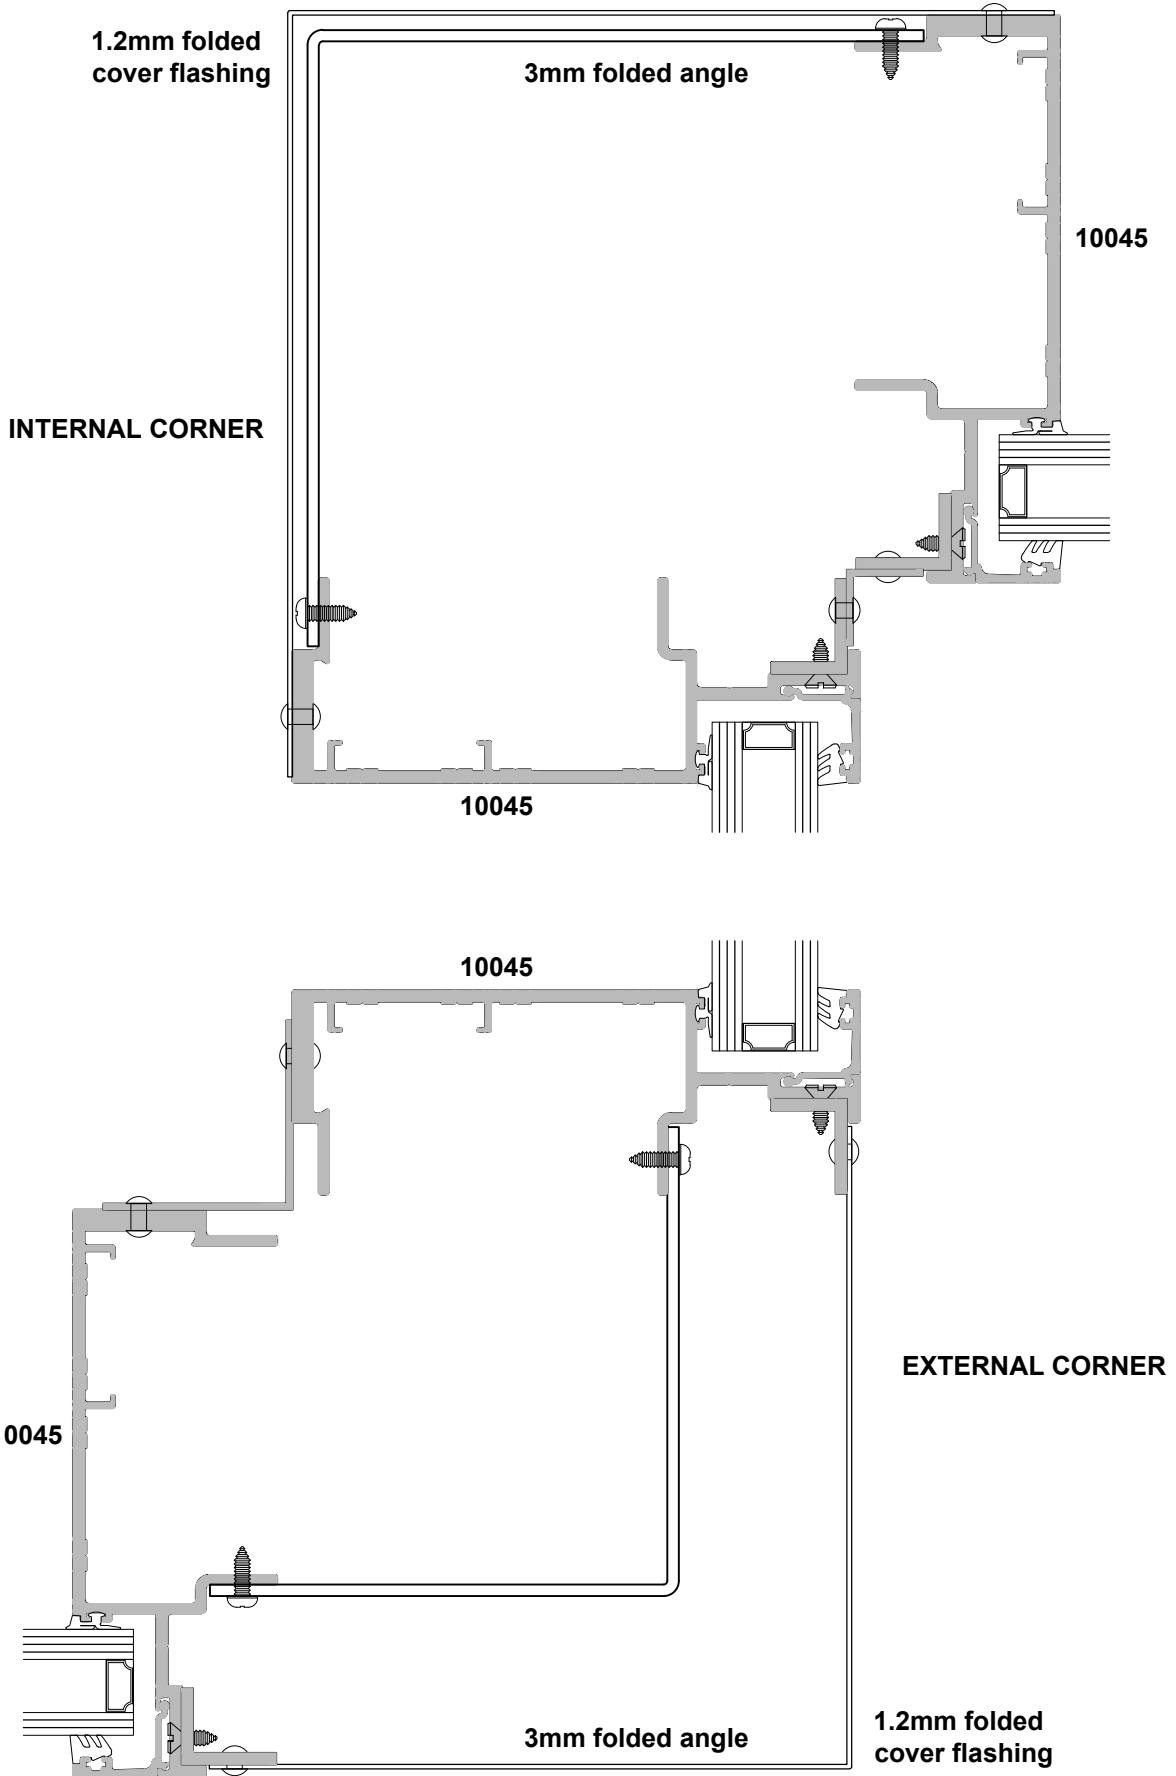 1.2mm folded
cover flashing
3mm folded angle
10045
INTERNAL CORNER
10045
10045
EXTERNAL CORNER
0045
3mm folded angle
1.2mm folded
cover flashing